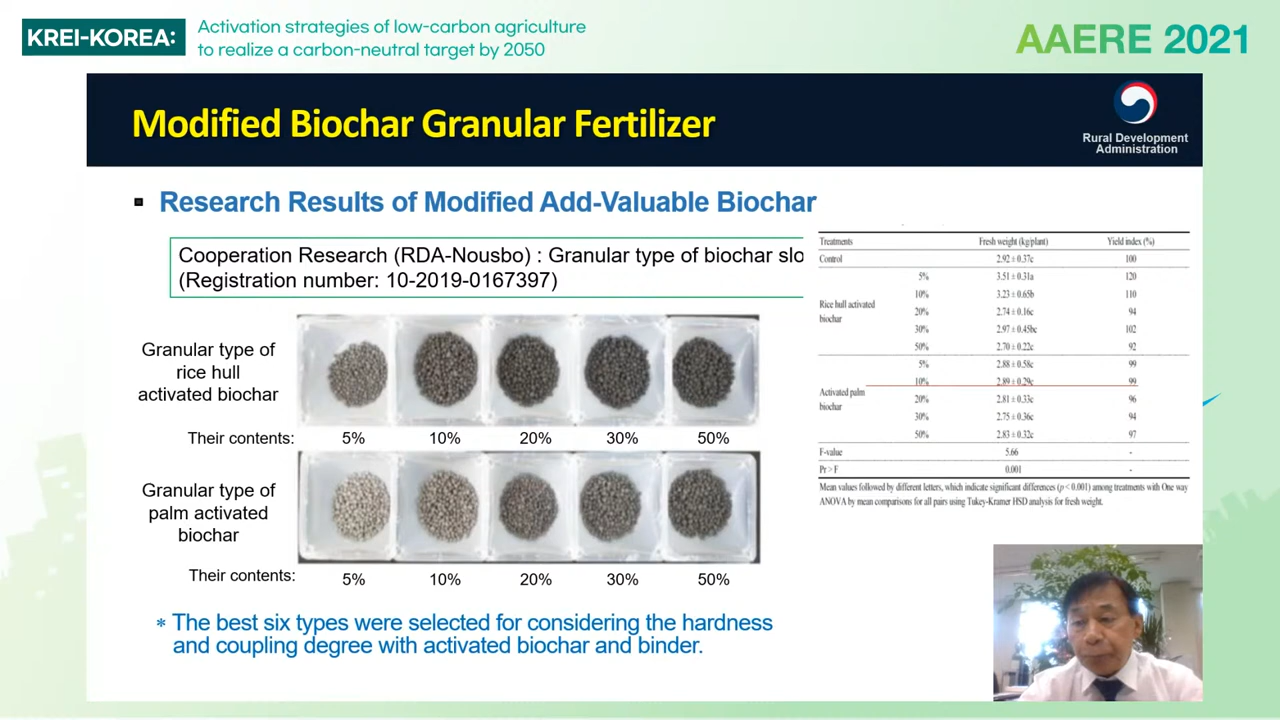 KREI-KOREA:
Activation strategies of low-carbon agriculture
to realize a carbon-neutral target by 2050
AAERE 2021
Modified Biochar Granular Fertilizer
Rural Development
Administration
Research Results of Modified Add-Valuable Biochar
Cooperation Research (RDA-Nousbo) : Granular type of biochar slo
(Registration number: 10-2019-0167397)
Granular type of
rice hull
activated biochar
Their contents: 5% 10% 20% 30% 50%
Granular type of
palm activated
biochar
Their contents: 5% 10% 20% 30% 50%
* The best six types were selected for considering the hardness
and coupling degree with activated biochar and binder.
Treatments Fresh weight (kg/plant) Yield index (%)
Control 2.92 ± 0.37c 100
Rice hull activated
biochar
5% 3.51 ± 0.31a 120
10% 3.23 ± 0.65b 110
20% 2.74 ± 0.16c 94
30% 2.97 ± 0.45bc 102
50% 2.70 ± 0.22c 92
Activated palm
biochar
5% 2.88 ± 0.58c 99
10% 2.89 ± 0.29c 99
20% 2.81 ± 0.33c 96
30% 2.75 ± 0.36c 94
50% 2.83 ± 0.32c 97
F-value 5.66 -
Pr > F 0.001 -
Mean values followed by different letters, which indicate significant differences (p < 0.001) among treatments with One way
ANOVA by mean comparisons for all pairs using Tukey-Kramer HSD analysis for fresh weight.